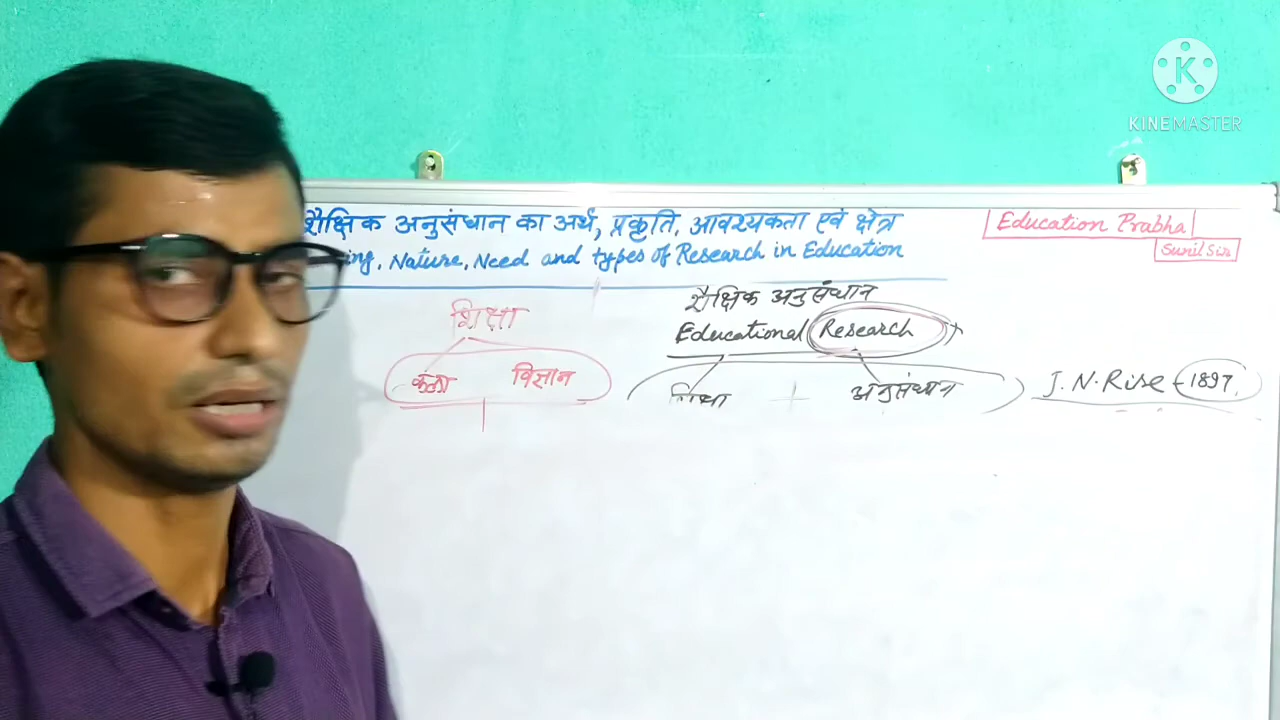 KINEMASTER
शैक्षिक अनुसंधान का अर्थ, प्रकृति, आवश्यकता एवं क्षेत्र
Nature, Need and types of Research in Education
Education Prabha
Sunil Sir
शिक्षा
कला विज्ञान
शैक्षिक अनुसंधान
Educational Research
शिक्षा + अनुसंधान
J. N. Rise - 1897